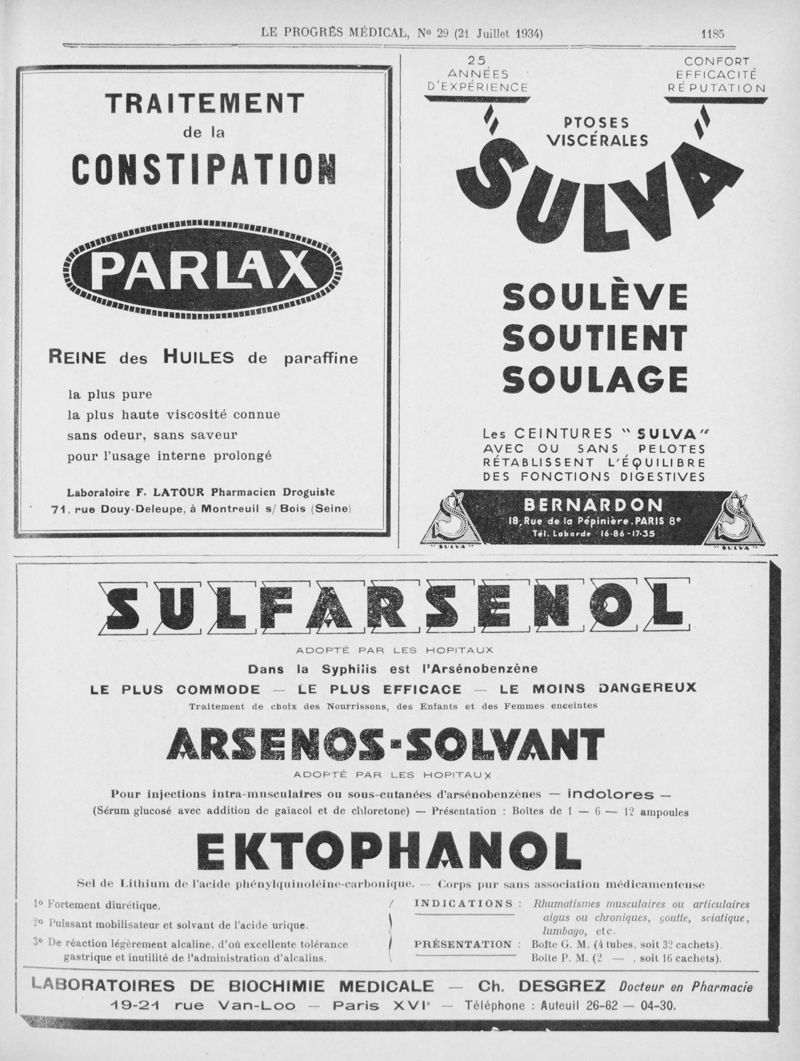 LE PROGRÈS MÉDICAL, No 29 (21 Juillet 1934)
1185
TRAITEMENT
de la
CONSTIPATION
PARLAX
REINE des HUILES de paraffine
la plus pure
la plus haute viscosité connue
sans odeur, sans saveur
pour l'usage interne prolongé
Laboratoire F. LATOUR Pharmacien Droguiste
71, rue Douy-Deleupe, à Montreuil s/ Bois (Seine)
25
ANNÉES
D'EXPÉRIENCE
CONFORT
EFFICACITÉ
RÉPUTATION
PTOSES
VISCÉRALES
"SULVA"
SOULÈVE
SOUTIENT
SOULAGE
Les CEINTURES "SULVA"
AVEC OU SANS PELOTES
RÉTABLISSENT L'ÉQUILIBRE
DES FONCTIONS DIGESTIVES
BERNARDON
18, Rue de la Pépinière. PARIS 8e
Tél. Laborde 16-86-17-35
"SULVA"
"SULVA"
SULFARSENOL
ADOPTÉ PAR LES HOPITAUX
Dans la Syphilis est l'Arsénobenzène
LE PLUS COMMODE — LE PLUS EFFICACE — LE MOINS DANGEREUX
Traitement de choix des Nourrissons, des Enfants et des Femmes enceintes
ARSENOS-SOLVANT
ADOPTÉ PAR LES HOPITAUX
Pour injections intra-musculaires ou sous-cutanées d'arsénobenzènes — indolores —
(Sérum glucosé avec addition de gaïacol et de chloretone) — Présentation : Boîtes de 1 — 6 — 12 ampoules
EKTOPHANOL
Sel de Lithium de l'acide phénylquinoléine-carbonique. — Corps pur sans association médicamenteuse
1o Fortement diurétique.
2o Puissant mobilisateur et solvant de l'acide urique.
3o De réaction légèrement alcaline, d'où excellente tolérance
gastrique et inutilité de l'administration d'alcalins.
INDICATIONS : Rhumatismes musculaires ou articulaires
aigus ou chroniques, goutte, sciatique,
lumbago, etc.
PRÉSENTATION : Boîte G. M. (4 tubes, soit 32 cachets).
Boîte P. M. (2 — , soit 16 cachets).
LABORATOIRES DE BIOCHIMIE MEDICALE — Ch. DESGREZ Docteur en Pharmacie
19-21 rue Van-Loo — Paris XVIe — Téléphone : Auteuil 26-62 — 04-30.